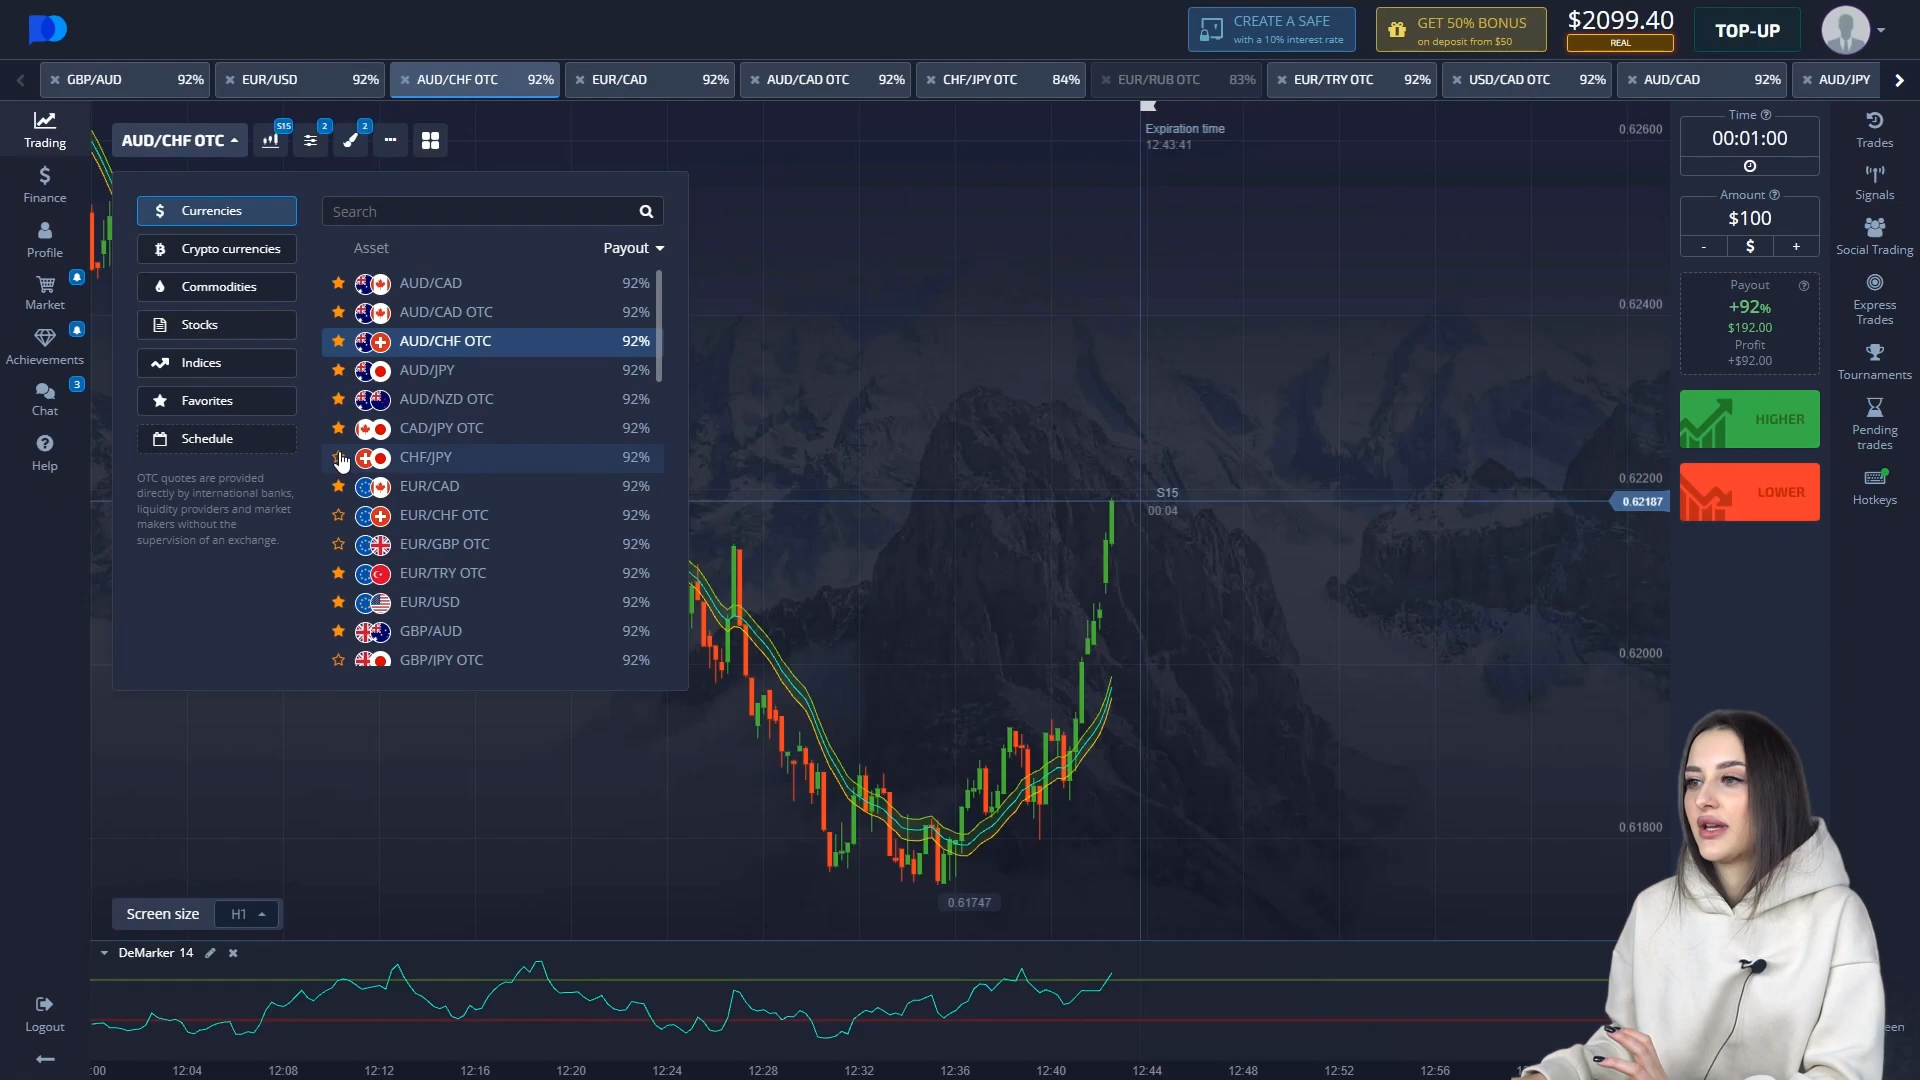 CREATE A SAFE
with a 10% interest rate
GET 50% BONUS
on deposit from $50
$2099.40
REAL
TOP-UP
GBP/AUD 92%
EUR/USD 92%
AUD/CHF OTC 92%
EUR/CAD 92%
AUD/CAD OTC 92%
CHF/JPY OTC 84%
EUR/RUB OTC 83%
EUR/TRY OTC 92%
USD/CAD OTC 92%
AUD/CAD 92%
AUD/JPY
Trading
Finance
Profile
Market
Achievements
3
Chat
Help
Logout
AUD/CHF OTC
S15
2
2
Currencies
Crypto currencies
Commodities
Stocks
Indices
Favorites
Schedule
OTC quotes are provided
directly by international banks,
liquidity providers and market
makers without the
supervision of an exchange.
Search
Asset Payout
AUD/CAD 92%
AUD/CAD OTC 92%
AUD/CHF OTC 92%
AUD/JPY 92%
AUD/NZD OTC 92%
CAD/JPY OTC 92%
CHF/JPY 92%
EUR/CAD 92%
EUR/CHF OTC 92%
EUR/GBP OTC 92%
EUR/TRY OTC 92%
EUR/USD 92%
GBP/AUD 92%
GBP/JPY OTC 92%
Expiration time
12:43:41
S15
00:04
0.62600
0.62400
0.62200
0.62187
0.62000
0.61800
0.61747
Screen size H1
DeMarker 14
:00 12:04 12:08 12:12 12:16 12:20 12:24 12:28 12:32 12:36 12:40 12:44 12:48 12:52 12:56
Time
00:01:00
Amount
$100
- $ +
Payout
+92%
$192.00
Profit
+$92.00
HIGHER
LOWER
Trades
Signals
Social Trading
Express
Trades
Tournaments
Pending
trades
Hotkeys
een